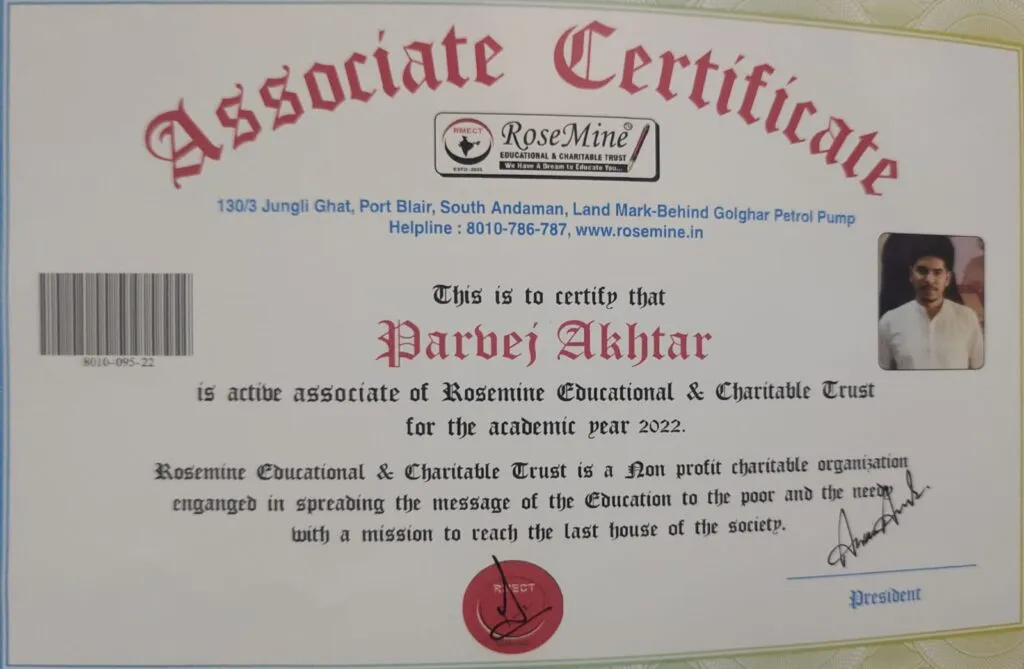 Associate Certificate
RMECT
RoseMine
EDUCATIONAL & CHARITABLE TRUST
We Have A Dream to Educate You...
130/3 Jungli Ghat, Port Blair, South Andaman, Land Mark-Behind Golghar Petrol Pump
Helpline : 8010-786-787, www.rosemine.in
8010-095-22
This is to certify that
Parvej Akhtar
is active associate of Rosemine Educational & Charitable Trust
for the academic year 2022.
Rosemine Educational & Charitable Trust is a Non profit charitable organization
enganged in spreading the message of the Education to the poor and the needy
with a mission to reach the last house of the society.
RMECT
President